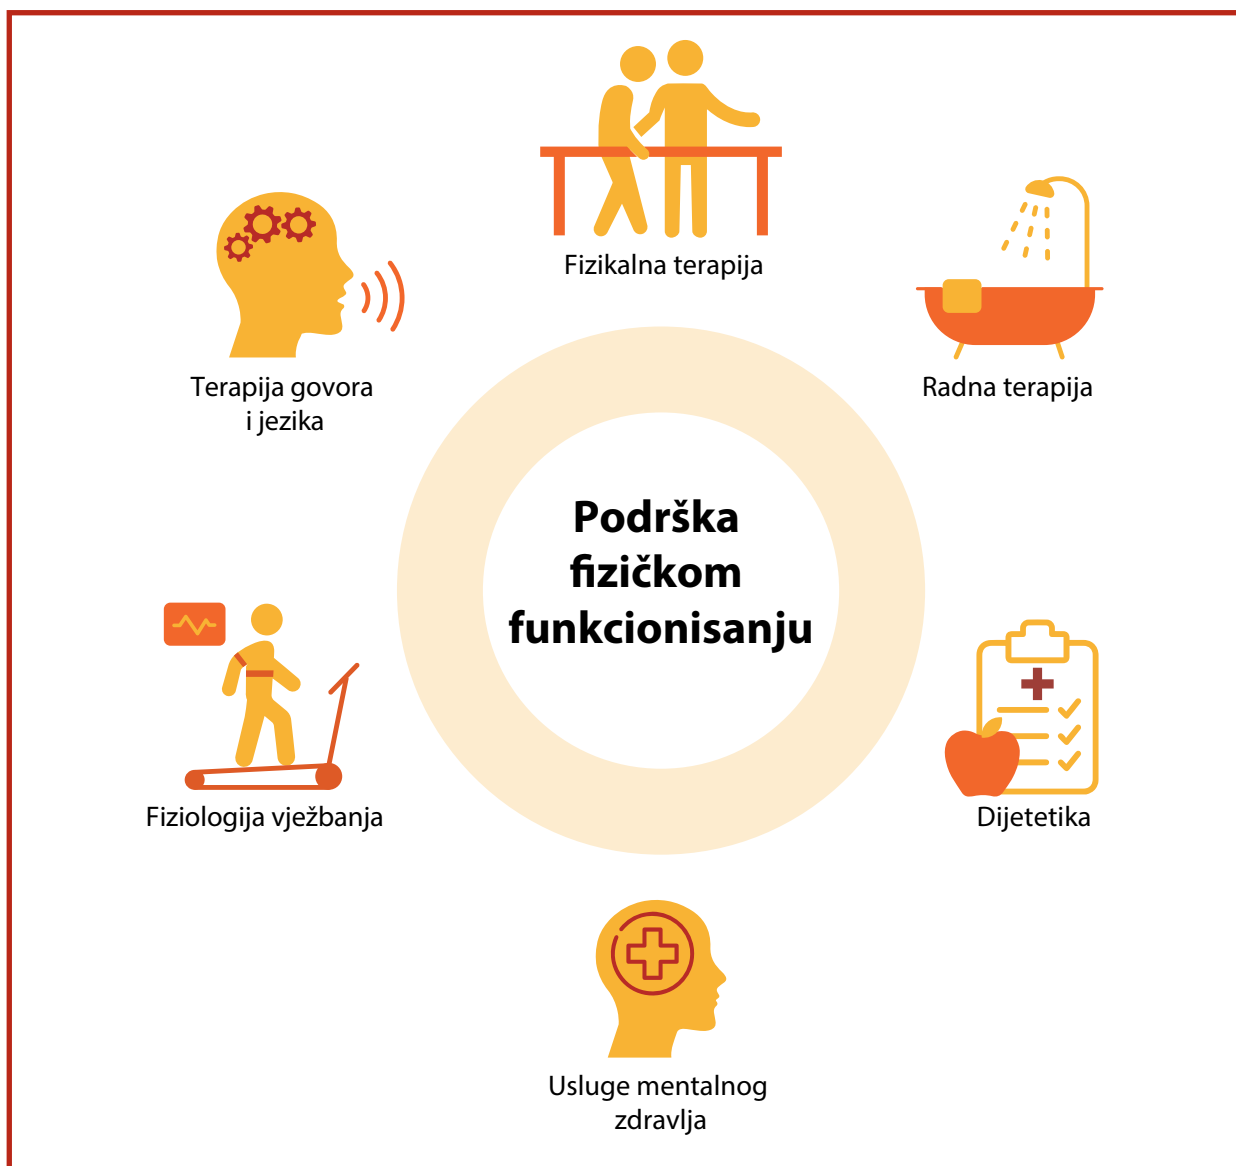 Fizikalna terapija
Terapija govora
i jezika
Radna terapija
Podrška
fizičkom
funkcionisanju
Fiziologija vježbanja
Dijetetika
Usluge mentalnog
zdravlja